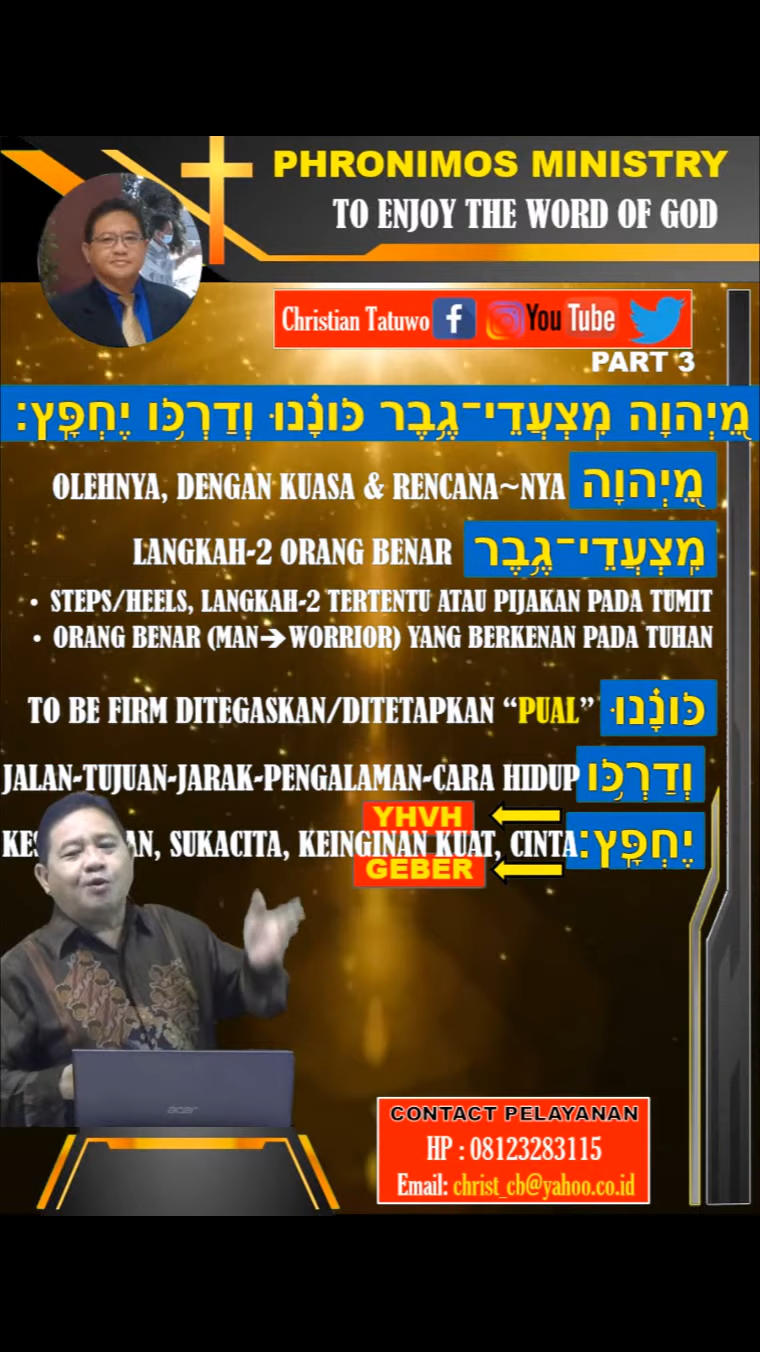 PHRONIMOS MINISTRY
TO ENJOY THE WORD OF GOD
Christian Tatuwo f You Tube
PART 3
מֵ֭יְהוָה מִֽצְעֲדֵי־גֶ֥בֶר כּוֹנָ֗נוּ וְדַרְכּ֥וֹ יֶחְפָּֽץ׃
OLEHNYA, DENGAN KUASA & RENCANA~NYA מֵ֭יְהוָה
LANGKAH-2 ORANG BENAR מִֽצְעֲדֵי־גֶ֥בֶר
• STEPS/HEELS, LANGKAH-2 TERTENTU ATAU PIJAKAN PADA TUMIT
• ORANG BENAR (MAN➔WORRIOR) YANG BERKENAN PADA TUHAN
TO BE FIRM DITEGASKAN/DITETAPKAN “PUAL” כּוֹנָ֗נוּ
JALAN-TUJUAN-JARAK-PENGALAMAN-CARA HIDUP וְדַרְכּ֥וֹ
YHVH
SUKACITA, KEINGINAN KUAT, CINTA יֶחְפָּֽץ׃
GEBER
acer
CONTACT PELAYANAN
HP : 08123283115
Email: christ_cb@yahoo.co.id